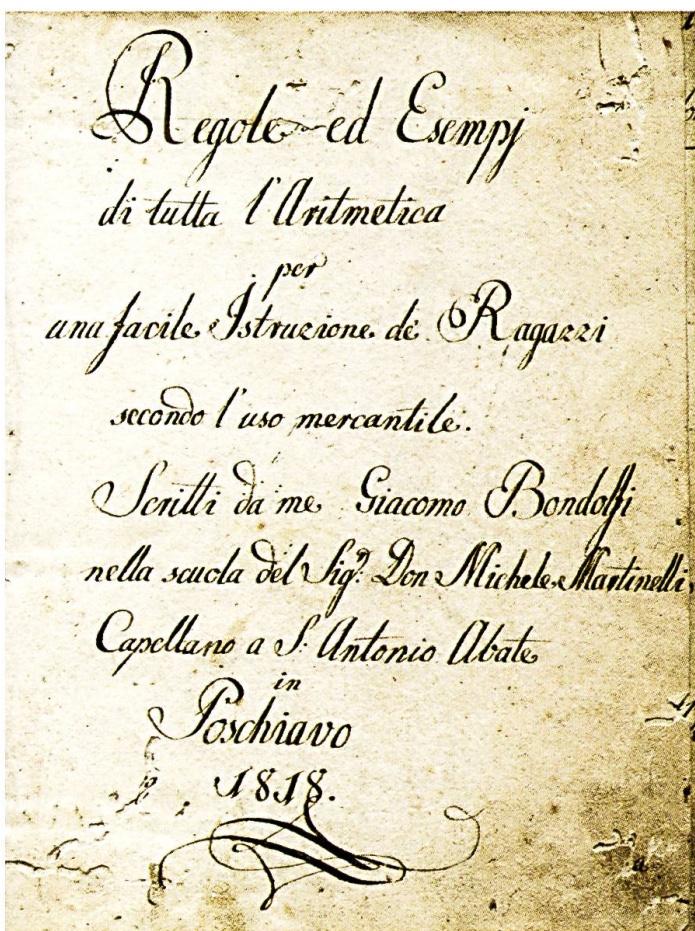 Regole ed Esempj
di tutta l'Aritmetica
per
una facile Istruzione de' Ragazzi
secondo l'uso mercantile.
Scritti da me Giacomo Bondolfi
nella scuola del Sigr. Don Michele Martinelli
Capellano a S. Antonio Abate
in
Poschiavo
1818.